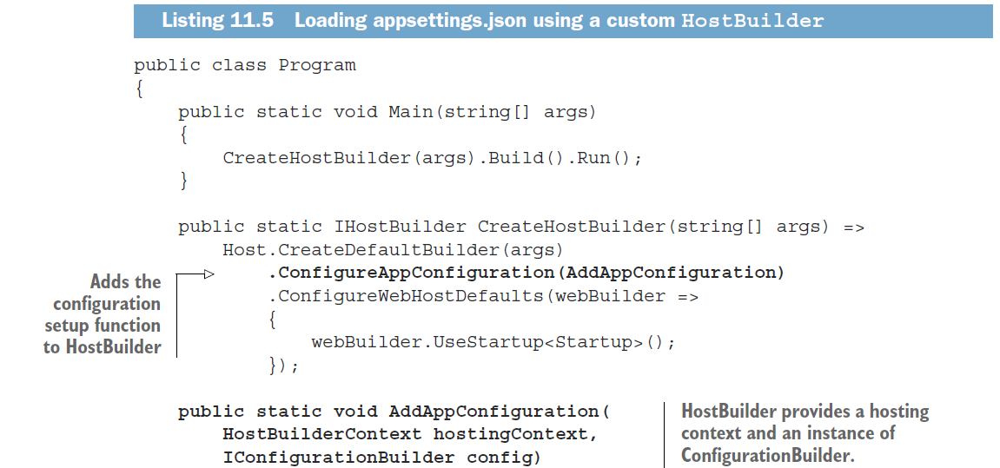 Listing 11.5 Loading appsettings.json using a custom HostBuilder
public class Program
{
public static void Main(string[] args)
{
CreateHostBuilder(args).Build().Run();
}
public static IHostBuilder CreateHostBuilder(string[] args) =>
Host.CreateDefaultBuilder(args)
.ConfigureAppConfiguration(AddAppConfiguration)
.ConfigureWebHostDefaults(webBuilder =>
{
webBuilder.UseStartup<Startup>();
});
Adds the
configuration
setup function
to HostBuilder
public static void AddAppConfiguration(
HostBuilderContext hostingContext,
IConfigurationBuilder config)
HostBuilder provides a hosting
context and an instance of
ConfigurationBuilder.